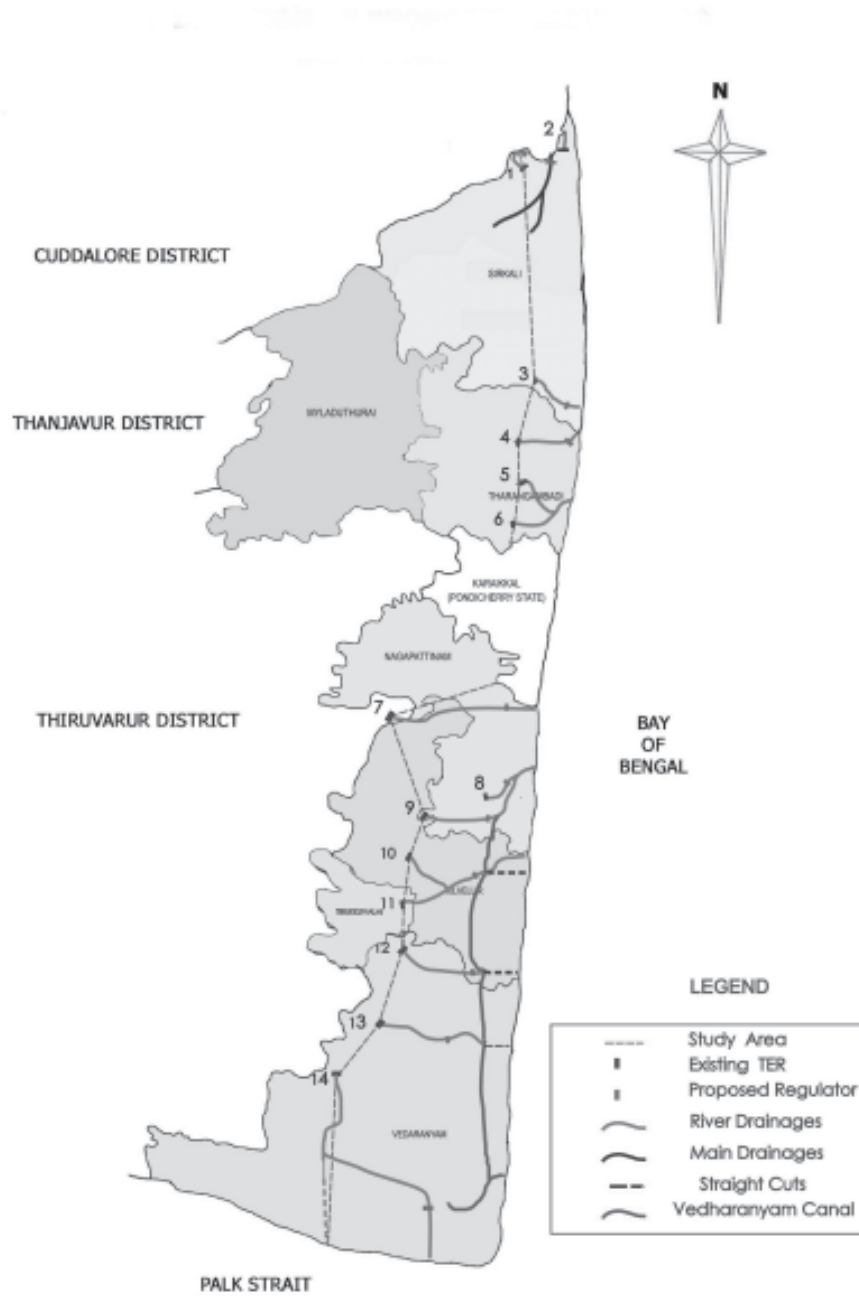 N
2
1
CUDDALORE DISTRICT
SIRKALI
3
THANJAVUR DISTRICT
MYLADUTHURAI
4
5
THARANGAMBADI
6
KARAIKKAL
(PONDICHERRY STATE)
NAGAPATTINAM
THIRUVARUR DISTRICT
7
BAY
OF
BENGAL
8
9
10
11
12
13
14
VEDARANYAM
PALK STRAIT
LEGEND
Study Area
Existing TER
Proposed Regulator
River Drainages
Main Drainages
Straight Cuts
Vedharanyam Canal